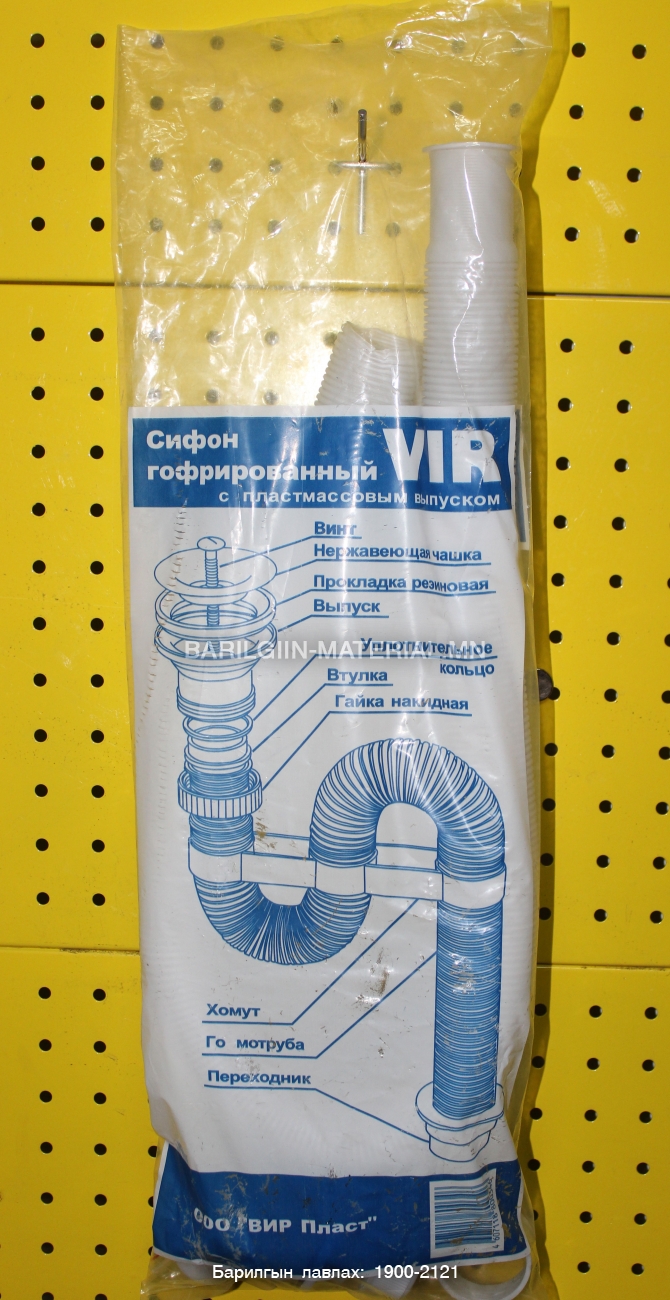 Сифон
гофрированный
VIR
с пластмассовым выпуском
Винт
Нержавеющая чашка
Прокладка резиновая
Выпуск
BARILGIIN-MATERIAL.MN
Уплотнительное
кольцо
Втулка
Гайка накидная
Хомут
Го мотруба
Переходник
ООО "ВИР Пласт"
Барилгын лавлах: 1900-2121